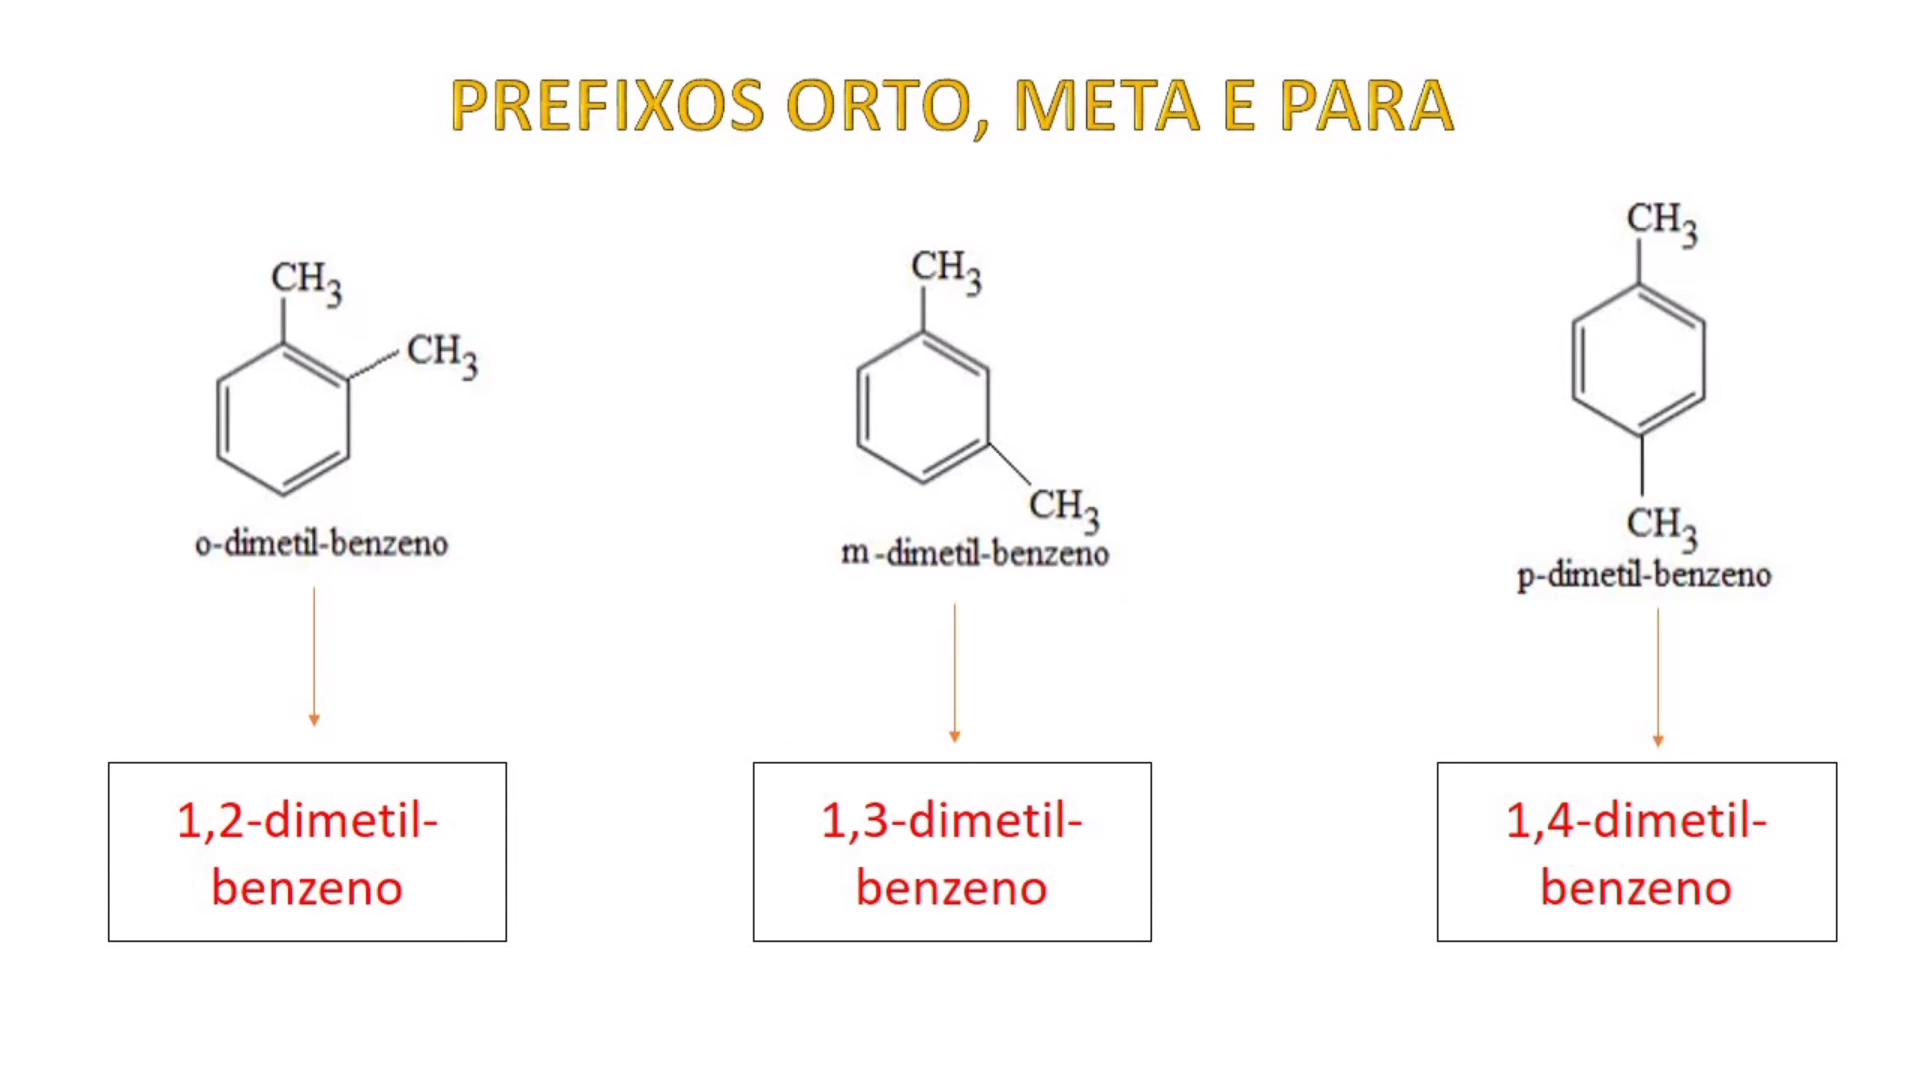 PREFIXOS ORTO, META E PARA
CH3
CH3
o-dimetil-benzeno
1,2-dimetil-
benzeno
CH3
CH3
m-dimetil-benzeno
1,3-dimetil-
benzeno
CH3
CH3
p-dimetil-benzeno
1,4-dimetil-
benzeno